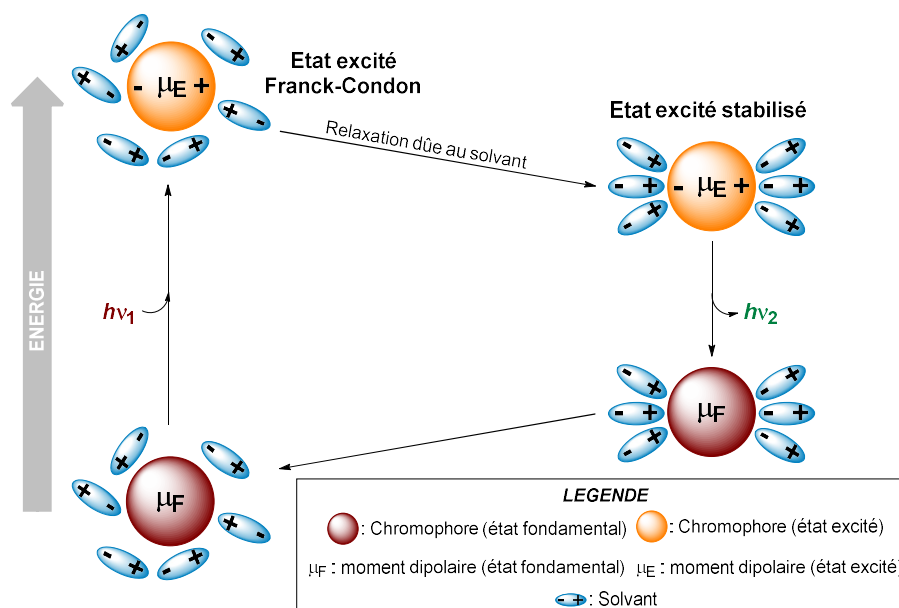 Etat excité
Franck-Condon
- μE +
Relaxation dûe au solvant
Etat excité stabilisé
- μE +
ENERGIE
hν1
hν2
μF
μF
LEGENDE
: Chromophore (état fondamental) : Chromophore (état excité)
μF : moment dipolaire (état fondamental) μE : moment dipolaire (état excité)
- + : Solvant